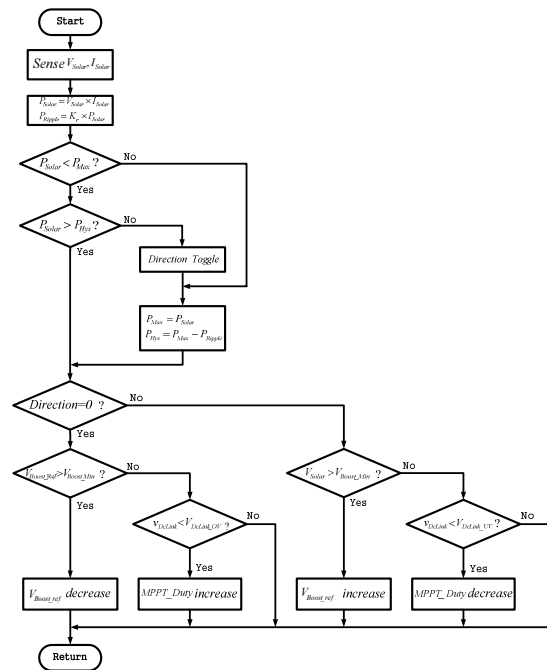 Start
Sense V_Solar, I_Solar
P_Solar = V_Solar × I_Solar
P_Ripple = K_r × P_Solar
P_Solar < P_Max ?
No
Yes
P_Solar > P_Hys ?
No
Yes
Direction Toggle
P_Max = P_Solar
P_Hys = P_Max − P_Ripple
Direction=0 ?
No
Yes
V_Boost_Ref > V_Boost_Min ?
No
Yes
V_Solar > V_Boost_Min ?
No
Yes
v_DcLink < V_DcLink_OV ?
No
Yes
v_DcLink < V_DcLink_UV ?
No
Yes
V_Boost_ref decrease
MPPT_Duty increase
V_Boost_ref increase
MPPT_Duty decrease
Return